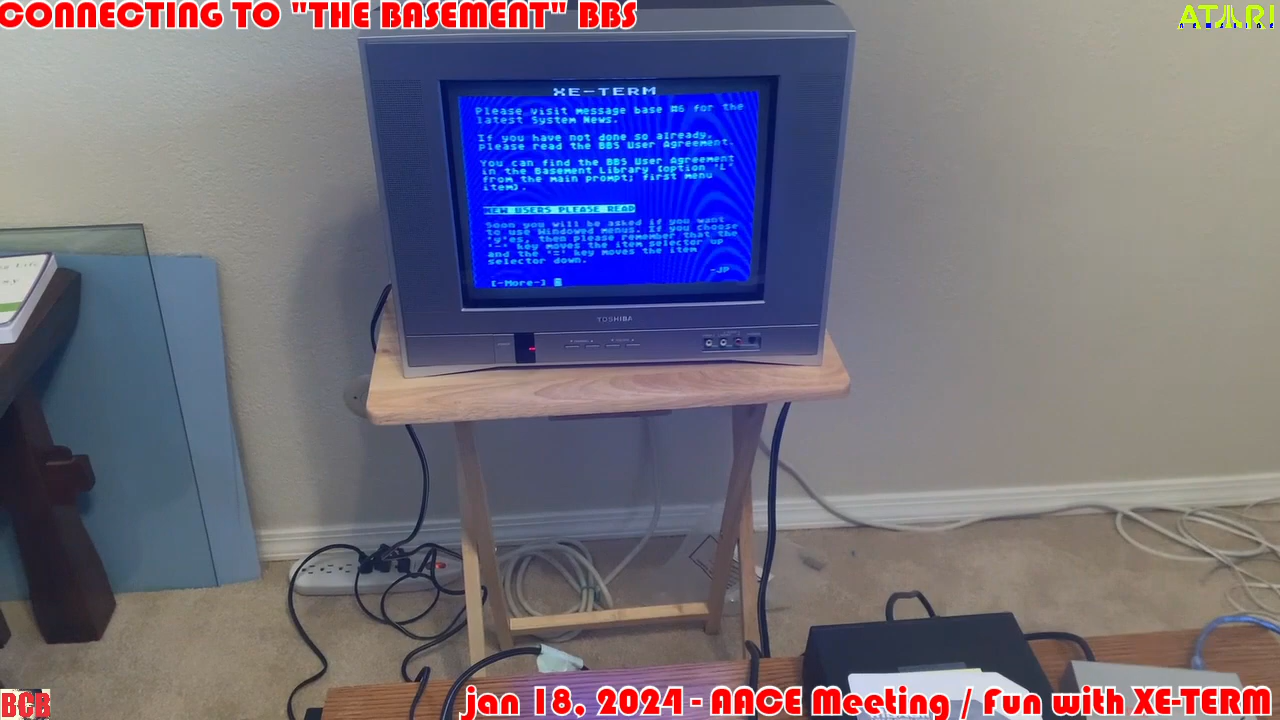 CONNECTING TO "THE BASEMENT" BBS
ATARI
XE-TERM
Please visit message base #6 for the
latest System News.
If you have not done so already,
please read the BBS User Agreement.
You can find the BBS User Agreement
in the Basement Library (option 'L'
from the main prompt; first menu
item).
NEW USERS PLEASE READ
Soon you will be asked if you want
to use Windowed menus. If you choose
'y'es, then please remember that the
'-' key moves the item selector up
and the '=' key moves the item
selector down.
-JP
[-More-]
TOSHIBA
BCB
jan 18, 2024 - AACE Meeting / Fun with XE-TERM